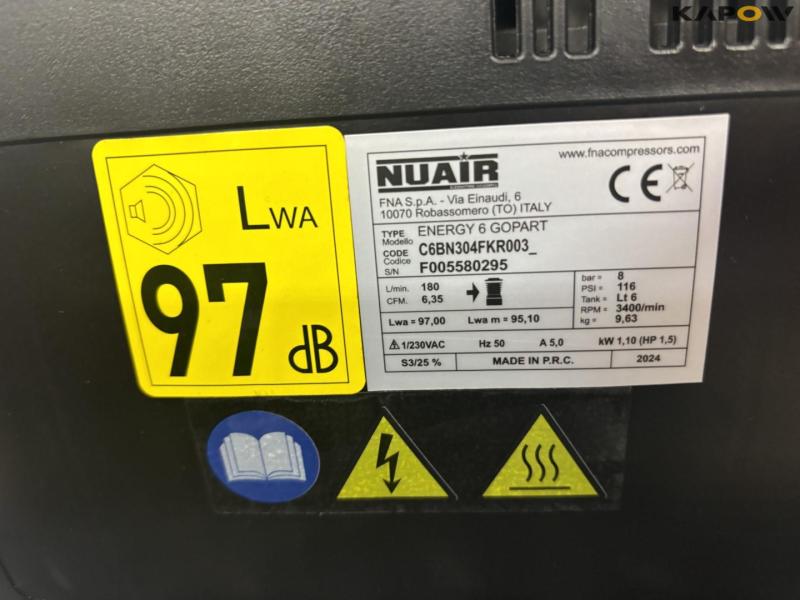 KAPOW
LWA
97
dB
NUAIR
www.fnacompressors.com
FNA S.p.A. - Via Einaudi, 6
10070 Robassomero (TO) ITALY
CE
TYPE ENERGY 6 GOPART
Modello
CODE C6BN304FKR003_
Codice
S/N F005580295
L/min. 180
CFM. 6,35
bar = 8
PSI = 116
Tank = Lt 6
RPM = 3400/min
kg = 9,63
Lwa = 97,00 Lwa m = 95,10
1/230VAC Hz 50 A 5,0 kW 1,10 (HP 1,5)
S3/25 % MADE IN P.R.C. 2024